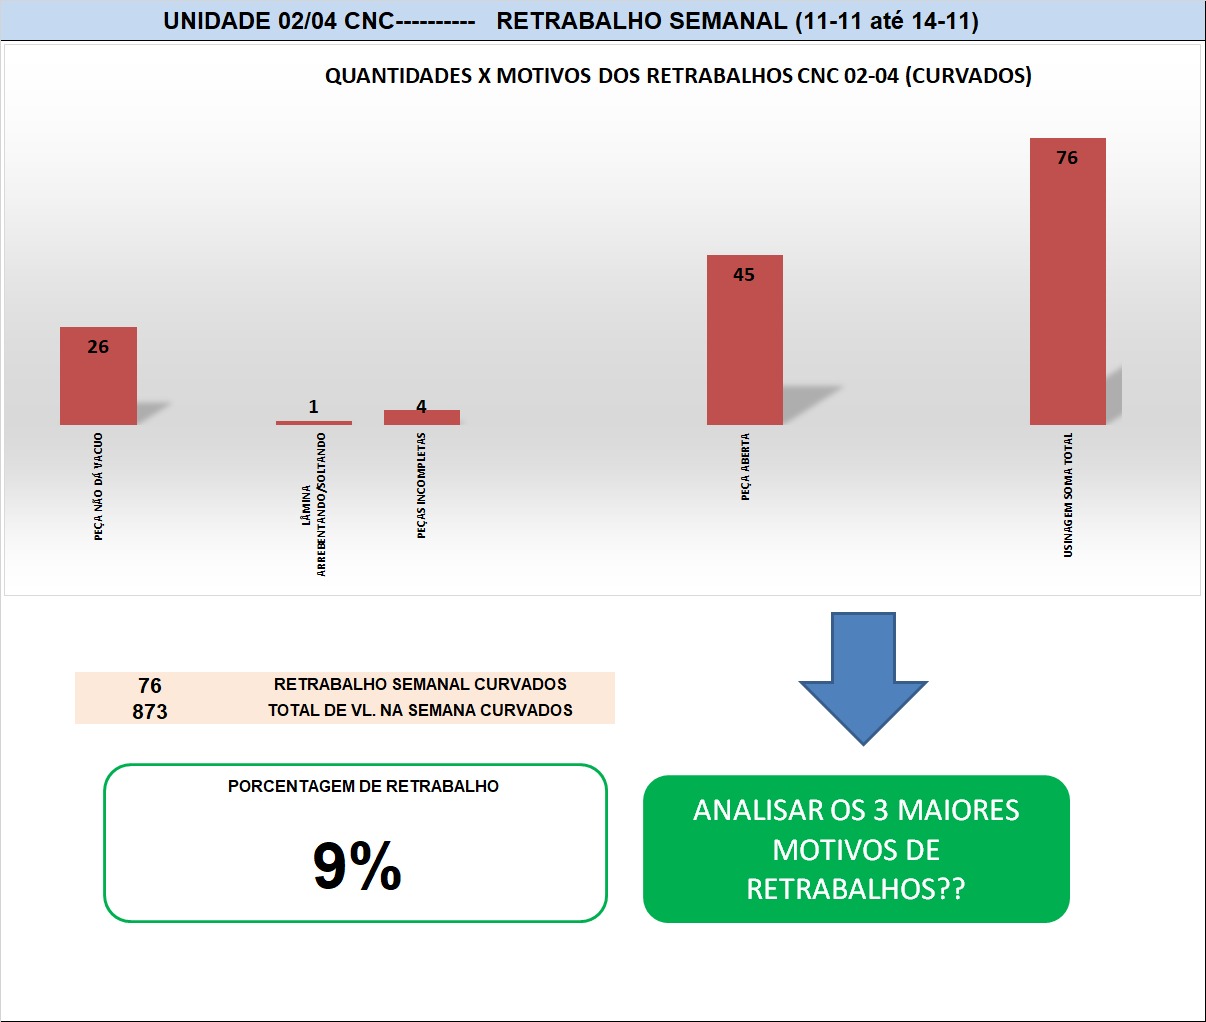 UNIDADE 02/04 CNC---------- RETRABALHO SEMANAL (11-11 até 14-11)
QUANTIDADES X MOTIVOS DOS RETRABALHOS CNC 02-04 (CURVADOS)
26
1
4
45
76
PEÇA NÃO DÁ VACUO
LÂMINA
ARREBENTANDO/SOLTANDO
PEÇAS INCOMPLETAS
PEÇA ABERTA
USINAGEM SOMA TOTAL
76 RETRABALHO SEMANAL CURVADOS
873 TOTAL DE VL. NA SEMANA CURVADOS
PORCENTAGEM DE RETRABALHO
9%
ANALISAR OS 3 MAIORES
MOTIVOS DE
RETRABALHOS??